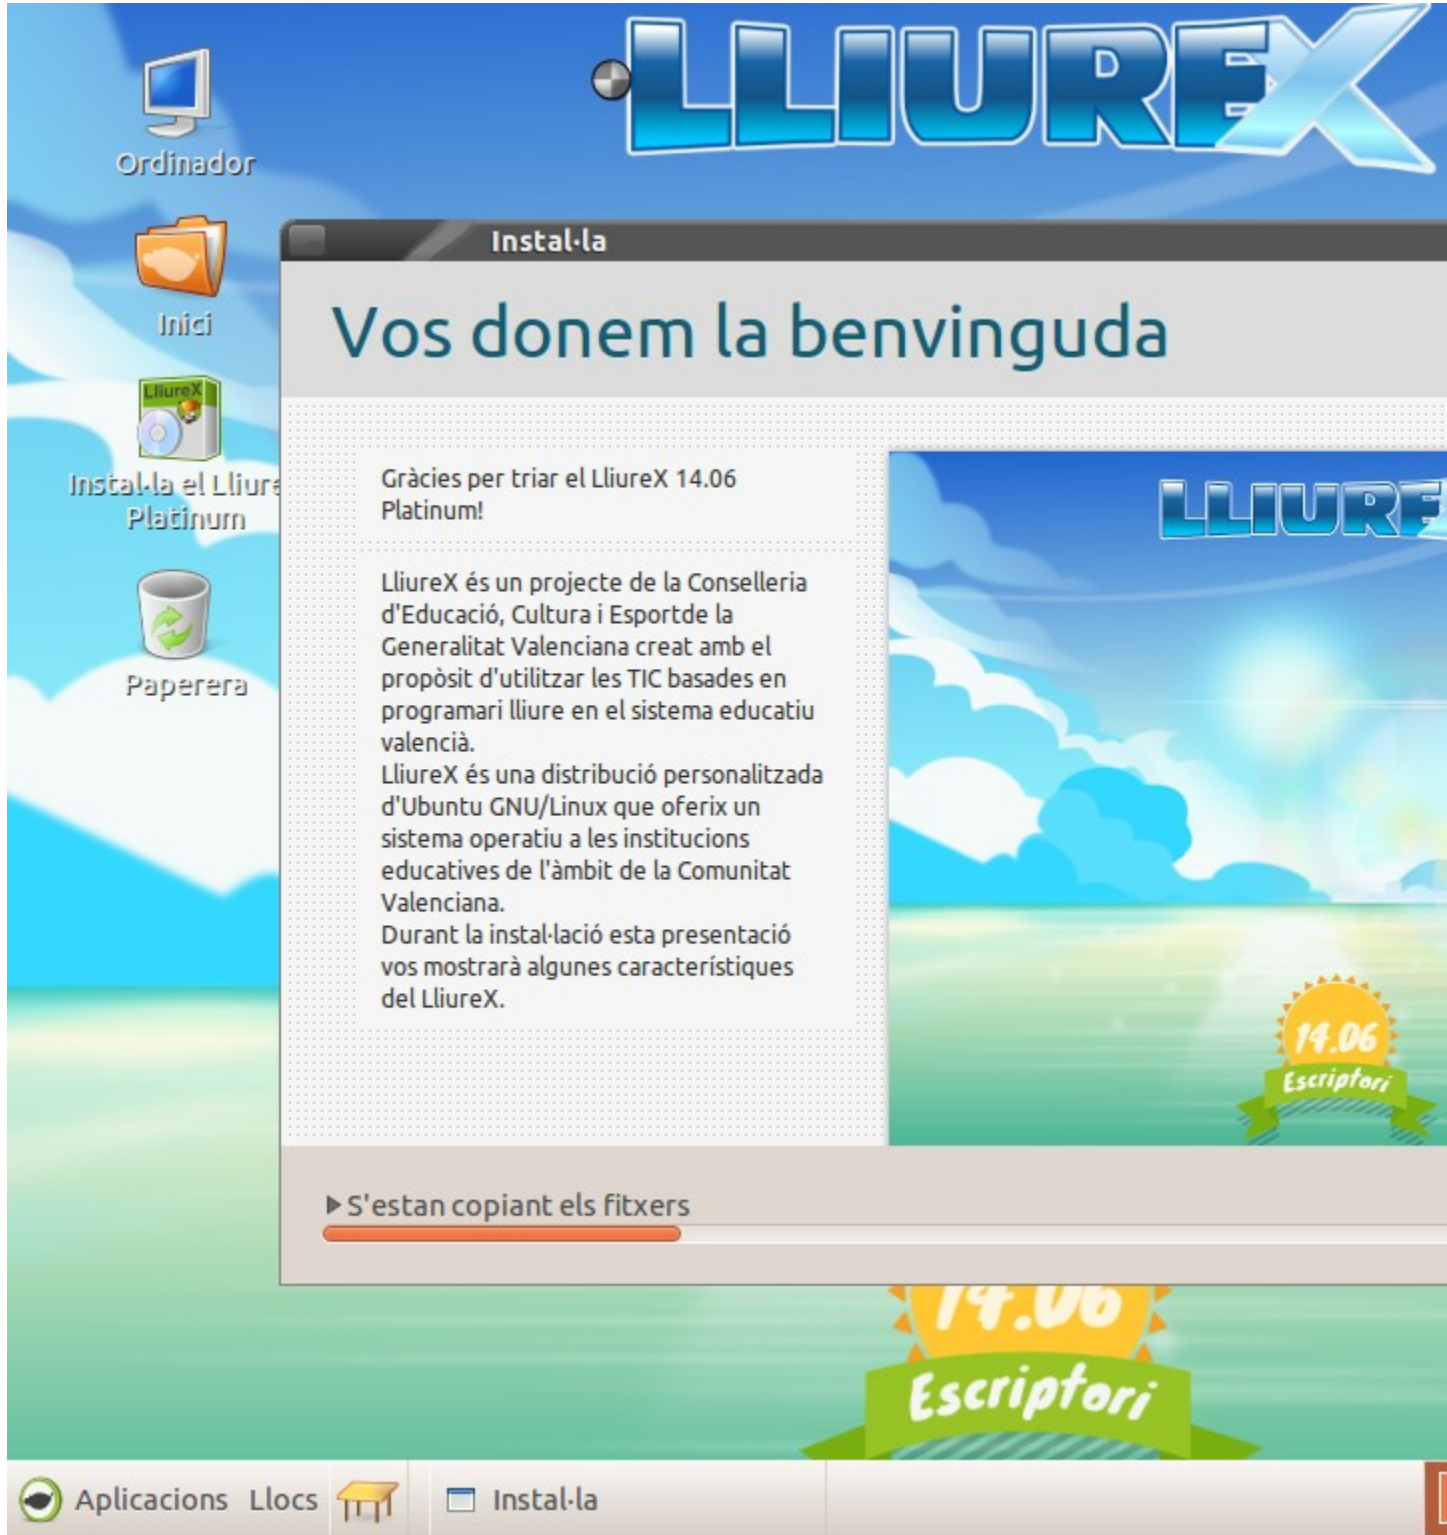 LLIUREX
Ordinador
Inici
LliureX
Instal·la el Lliure
Platinum
Paperera
Instal·la
Vos donem la benvinguda
Gràcies per triar el LliureX 14.06
Platinum!
LliureX és un projecte de la Conselleria
d'Educació, Cultura i Esportde la
Generalitat Valenciana creat amb el
propòsit d'utilitzar les TIC basades en
programari lliure en el sistema educatiu
valencià.
LliureX és una distribució personalitzada
d'Ubuntu GNU/Linux que oferix un
sistema operatiu a les institucions
educatives de l'àmbit de la Comunitat
Valenciana.
Durant la instal·lació esta presentació
vos mostrarà algunes característiques
del LliureX.
LLIUREX
14.06
Escriptori
S'estan copiant els fitxers
14.06
Escriptori
Aplicacions Llocs Instal·la